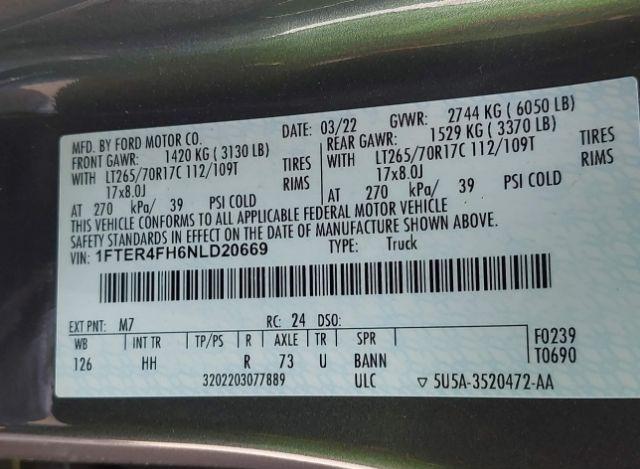 MFD. BY FORD MOTOR CO. DATE: 03/22 GVWR: 2744 KG ( 6050 LB)
FRONT GAWR: 1420 KG ( 3130 LB) REAR GAWR: 1529 KG ( 3370 LB)
WITH LT265/70R17C 112/109T TIRES WITH LT265/70R17C 112/109T TIRES
17x8.0J RIMS 17x8.0J RIMS
AT 270 kPa/ 39 PSI COLD AT 270 kPa/ 39 PSI COLD
THIS VEHICLE CONFORMS TO ALL APPLICABLE FEDERAL MOTOR VEHICLE
SAFETY STANDARDS IN EFFECT ON THE DATE OF MANUFACTURE SHOWN ABOVE.
VIN: 1FTER4FH6NLD20669 TYPE: Truck
EXT PNT: M7 RC: 24 DSO:
WB INT TR TP/PS R AXLE TR SPR F0239
126 HH R 73 U BANN T0690
3202203077889 ULC ▽ 5U5A-3520472-AA